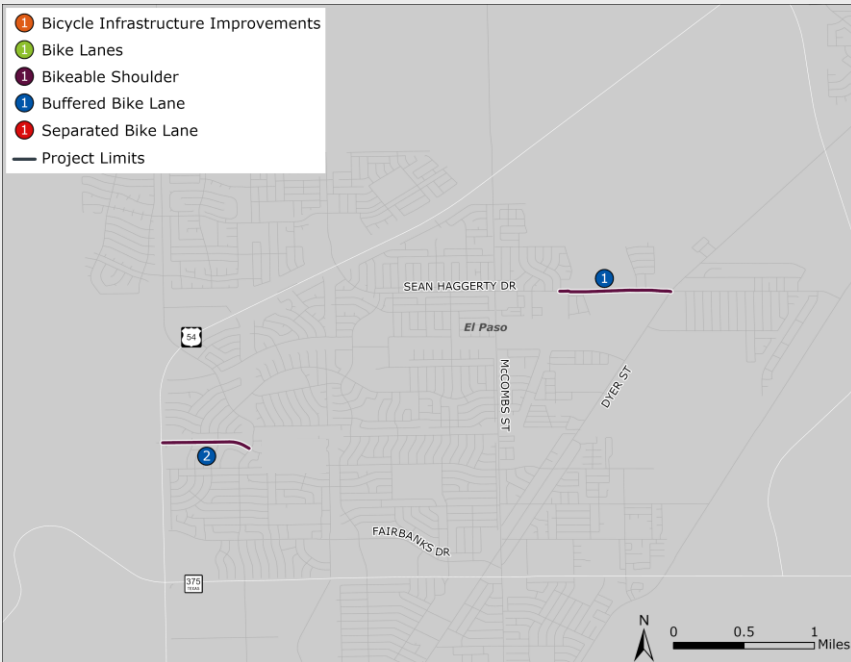 1 Bicycle Infrastructure Improvements
1 Bike Lanes
1 Bikeable Shoulder
1 Buffered Bike Lane
1 Separated Bike Lane
Project Limits
1
SEAN HAGGERTY DR
El Paso
54
McCOMBS ST
DYER ST
2
FAIRBANKS DR
375
TEXAS
N
0 0.5 1
Miles